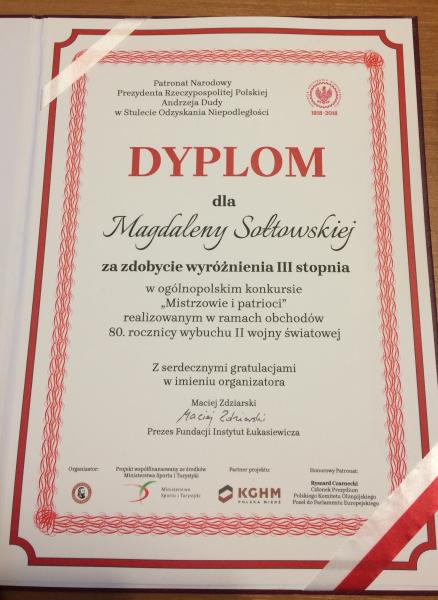 Patronat Narodowy
Prezydenta Rzeczypospolitej Polskiej
Andrzeja Dudy
w Stulecie Odzyskania Niepodległości
1918-2018
DYPLOM
dla
Magdaleny Sołtowskiej
za zdobycie wyróżnienia III stopnia
w ogólnopolskim konkursie
„Mistrzowie i patrioci”
realizowanym w ramach obchodów
80. rocznicy wybuchu II wojny światowej
Z serdecznymi gratulacjami
w imieniu organizatora
Maciej Zdziarski
Maciej Zdziarski
Prezes Fundacji Instytut Łukasiewicza
Organizator:
Projekt współfinansowany ze środków
Ministerstwa Sportu i Turystyki
Ministerstwo
Sportu i Turystyki
Partner projektu:
KGHM
POLSKA MIEDŹ
Honorowy Patronat:
Ryszard Czarnecki
Członek Prezydium
Polskiego Komitetu Olimpijskiego
Poseł do Parlamentu Europejskiego